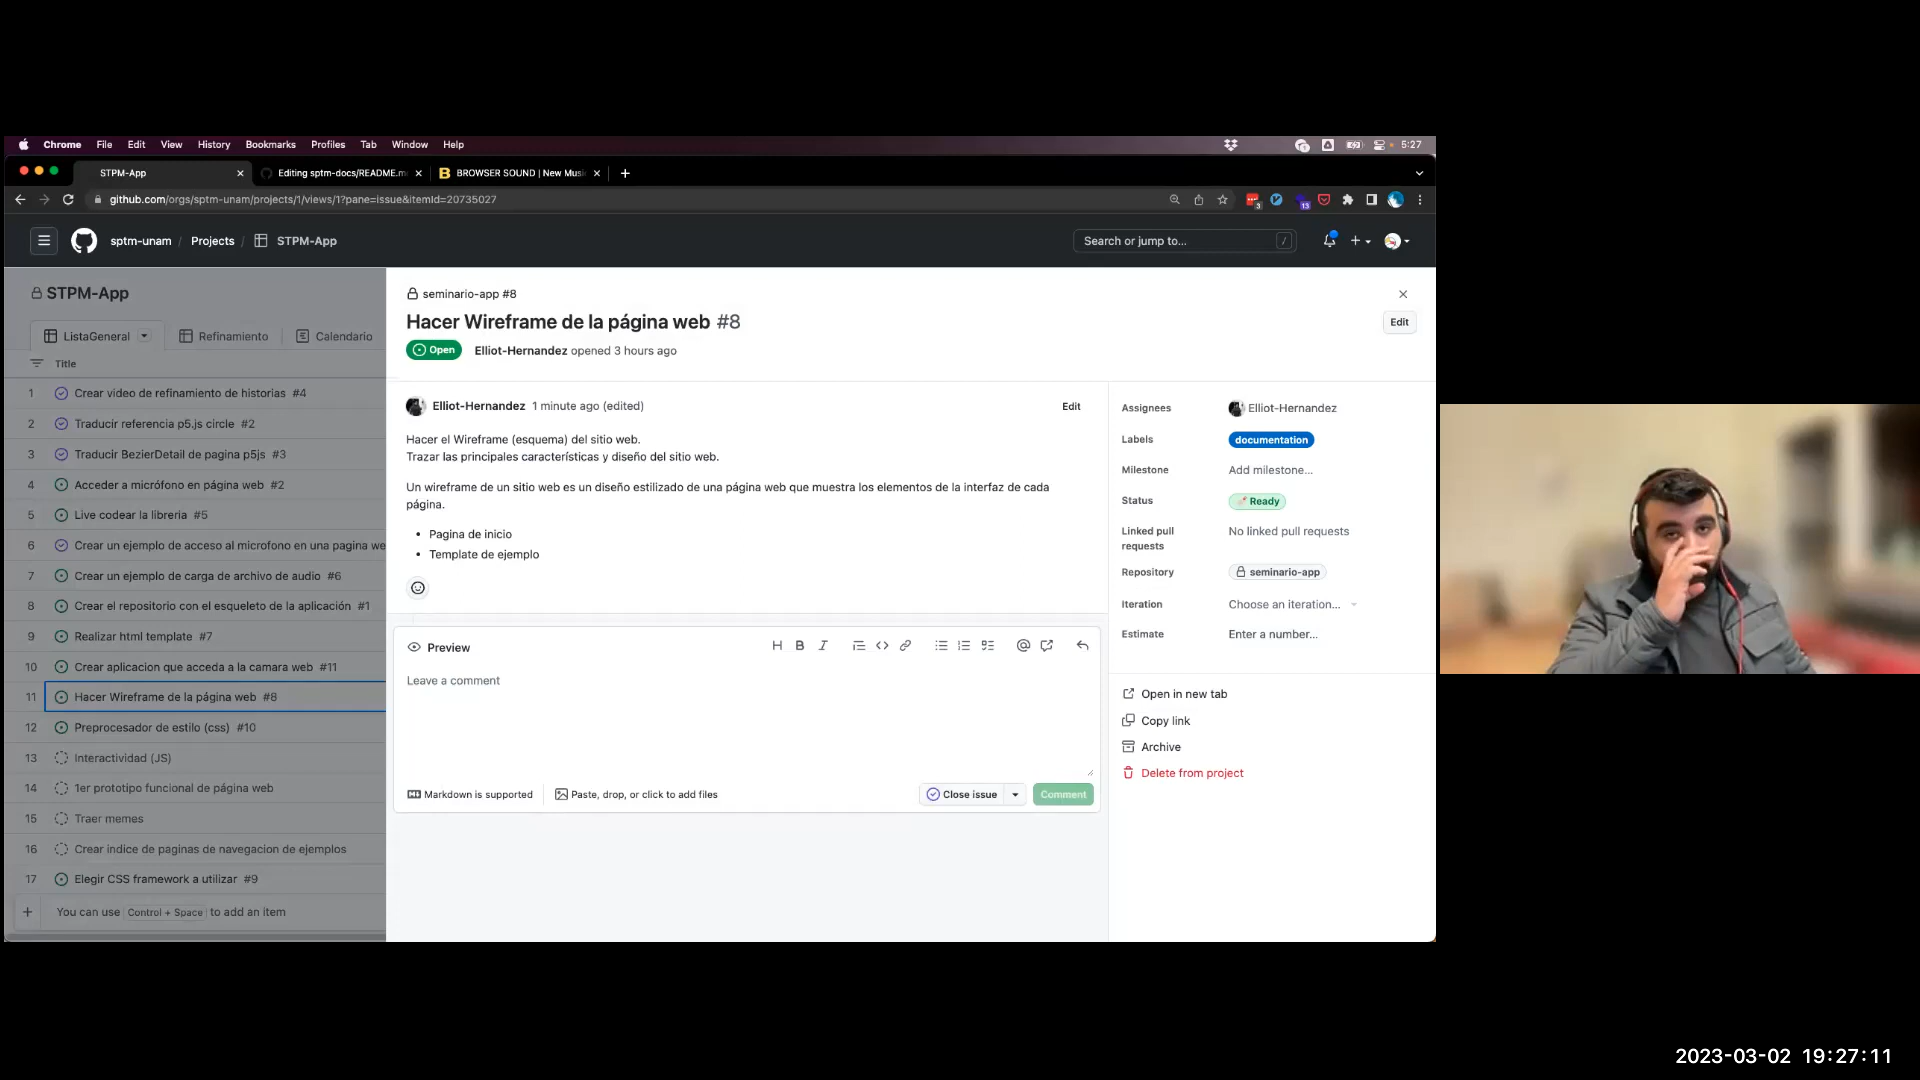 Chrome File Edit View History Bookmarks Profiles Tab Window Help 5:27
STPM-App
Editing sptm-docs/README.m
BROWSER SOUND | New Musi
github.com/orgs/sptm-unam/projects/1/views/1?pane=issue&itemId=20735027
3
13
sptm-unam / Projects / STPM-App
Search or jump to... /
STPM-App
ListaGeneral
Refinamiento
Calendario
Title
1 Crear video de refinamiento de historias #4
2 Traducir referencia p5.js circle #2
3 Traducir BezierDetail de pagina p5js #3
4 Acceder a micrófono en página web #2
5 Live codear la libreria #5
6 Crear un ejemplo de acceso al microfono en una pagina we
7 Crear un ejemplo de carga de archivo de audio #6
8 Crear el repositorio con el esqueleto de la aplicación #1
9 Realizar html template #7
10 Crear aplicacion que acceda a la camara web #11
11 Hacer Wireframe de la página web #8
12 Preprocesador de estilo (css) #10
13 Interactividad (JS)
14 1er prototipo funcional de página web
15 Traer memes
16 Crear indice de paginas de navegacion de ejemplos
17 Elegir CSS framework a utilizar #9
You can use Control + Space to add an item
seminario-app #8
Hacer Wireframe de la página web #8
Edit
Open
Elliot-Hernandez opened 3 hours ago
Elliot-Hernandez 1 minute ago (edited)
Edit
Hacer el Wireframe (esquema) del sitio web.
Trazar las principales características y diseño del sitio web.
Un wireframe de un sitio web es un diseño estilizado de una página web que muestra los elementos de la interfaz de cada
página.
• Pagina de inicio
• Template de ejemplo
Preview
Leave a comment
Markdown is supported
Paste, drop, or click to add files
Close issue
Comment
Assignees Elliot-Hernandez
Labels documentation
Milestone Add milestone...
Status Ready
Linked pull
requests
No linked pull requests
Repository seminario-app
Iteration Choose an iteration...
Estimate Enter a number...
Open in new tab
Copy link
Archive
Delete from project
2023-03-02 19:27:11